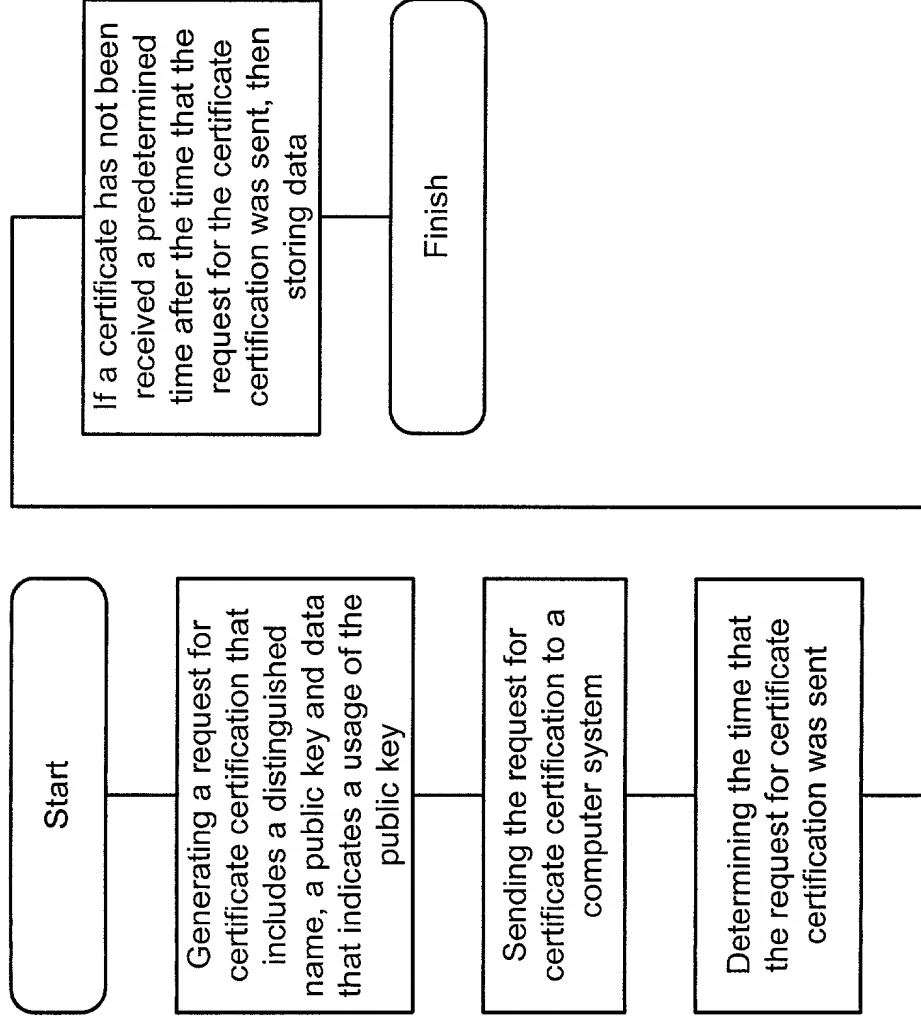 Start
Generating a request for
certificate certification that
includes a distinguished
name, a public key and data
that indicates a usage of the
public key
Sending the request for
certificate certification to a
computer system
Determining the time that
the request for certificate
certification was sent
If a certificate has not been
received a predetermined
time after the time that the
request for the certificate
certification was sent, then
storing data
Finish